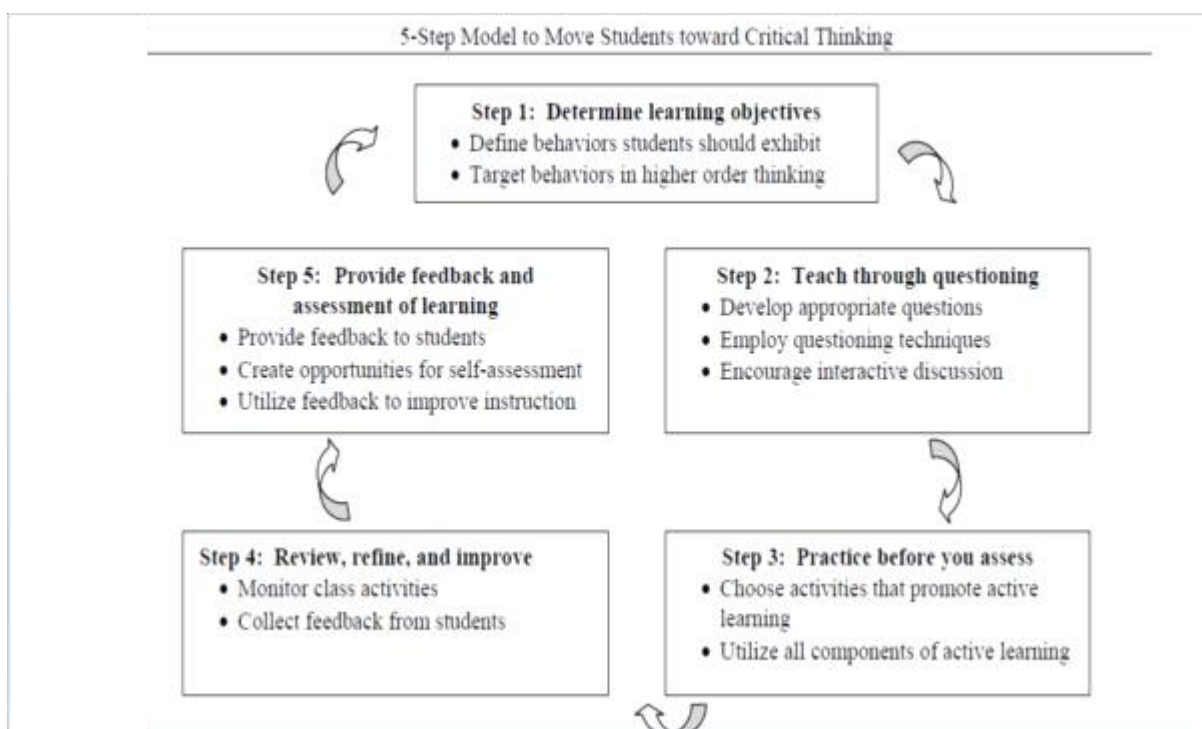 5-Step Model to Move Students toward Critical Thinking
Step 1: Determine learning objectives
• Define behaviors students should exhibit
• Target behaviors in higher order thinking
Step 2: Teach through questioning
• Develop appropriate questions
• Employ questioning techniques
• Encourage interactive discussion
Step 3: Practice before you assess
• Choose activities that promote active
learning
• Utilize all components of active learning
Step 4: Review, refine, and improve
• Monitor class activities
• Collect feedback from students
Step 5: Provide feedback and
assessment of learning
• Provide feedback to students
• Create opportunities for self-assessment
• Utilize feedback to improve instruction